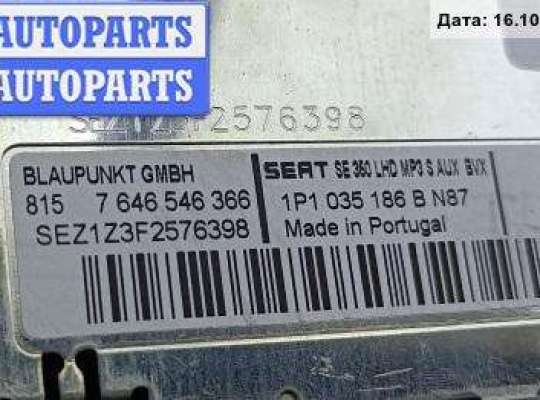 AUTOPARTS
AUTOPARTS
Дата: 16.10
SEZ1Z3F2576398
BLAUPUNKT GMBH
815 7 646 546 366
SEZ1Z3F2576398
SEAT SE 360 LHD MP3 S AUX BVX
1P1 035 186 B N87
Made in Portugal